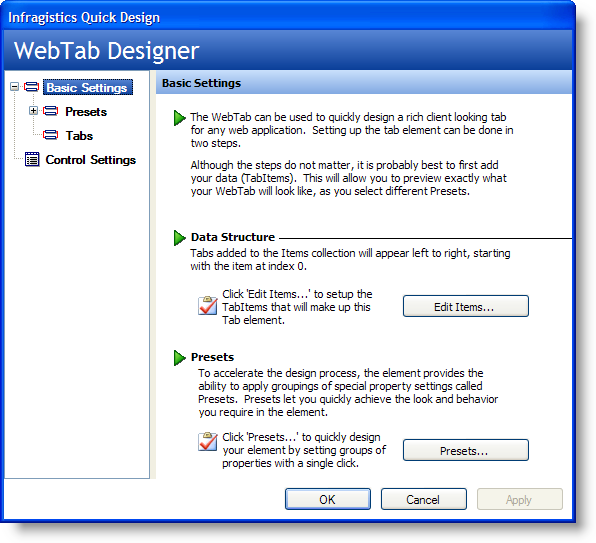 Infragistics Quick Design
WebTab Designer
Basic Settings
Presets
Tabs
Control Settings
Basic Settings
The WebTab can be used to quickly design a rich client looking tab
for any web application. Setting up the tab element can be done in
two steps.
Although the steps do not matter, it is probably best to first add
your data (TabItems). This will allow you to preview exactly what
your WebTab will look like, as you select different Presets.
Data Structure
Tabs added to the Items collection will appear left to right, starting
with the item at index 0.
Click 'Edit Items...' to setup the
TabItems that will make up this
Tab element.
Edit Items...
Presets
To accelerate the design process, the element provides the
ability to apply groupings of special property settings called
Presets. Presets let you quickly achieve the look and behavior
you require in the element.
Click 'Presets...' to quickly design
your element by setting groups of
properties with a single click.
Presets...
OK
Cancel
Apply